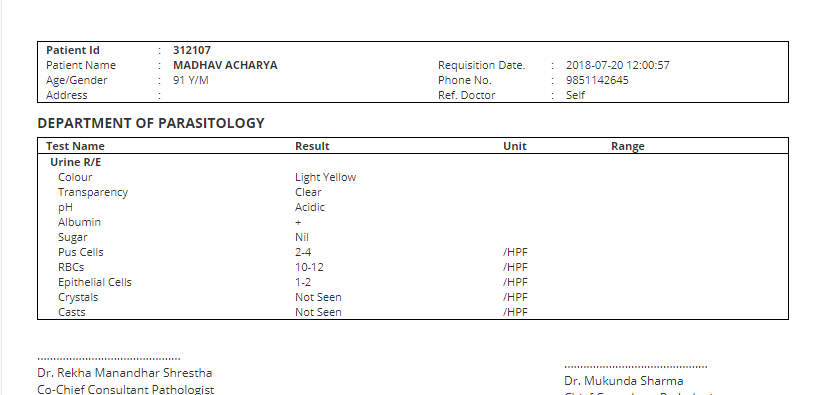 Patient Id : 312107
Patient Name : MADHAV ACHARYA Requisition Date. : 2018-07-20 12:00:57
Age/Gender : 91 Y/M Phone No. : 9851142645
Address : Ref. Doctor : Self
DEPARTMENT OF PARASITOLOGY
Test Name Result Unit Range
Urine R/E
Colour Light Yellow
Transparency Clear
pH Acidic
Albumin +
Sugar Nil
Pus Cells 2-4 /HPF
RBCs 10-12 /HPF
Epithelial Cells 1-2 /HPF
Crystals Not Seen /HPF
Casts Not Seen /HPF
Dr. Rekha Manandhar Shrestha
Dr. Mukunda Sharma
Co-Chief Consultant Pathologist